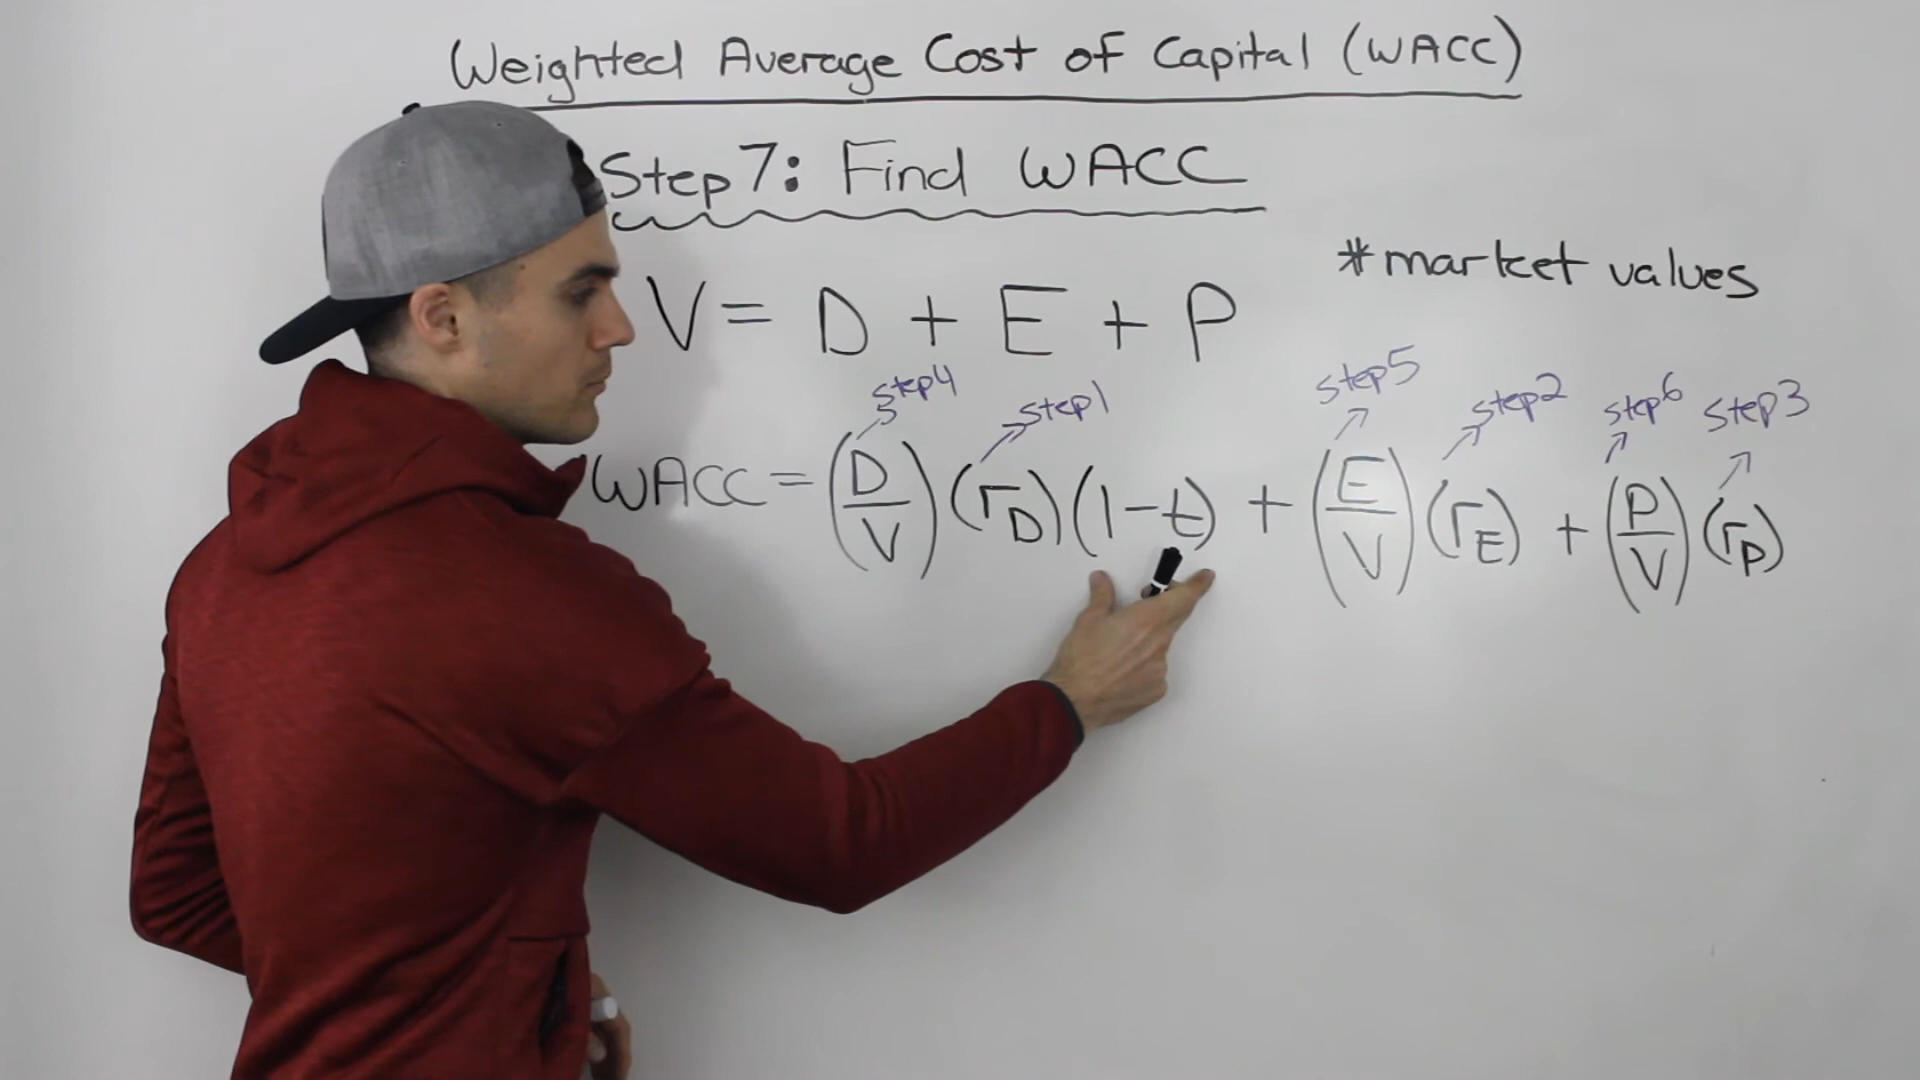 Weighted Average Cost of Capital (WACC)
Step 7: Find WACC
*market values
V = D + E + P
step4 step1 step5 step2 step6 step3
WACC = (D/V)(rD)(1-t) + (E/V)(rE) + (P/V)(rP)